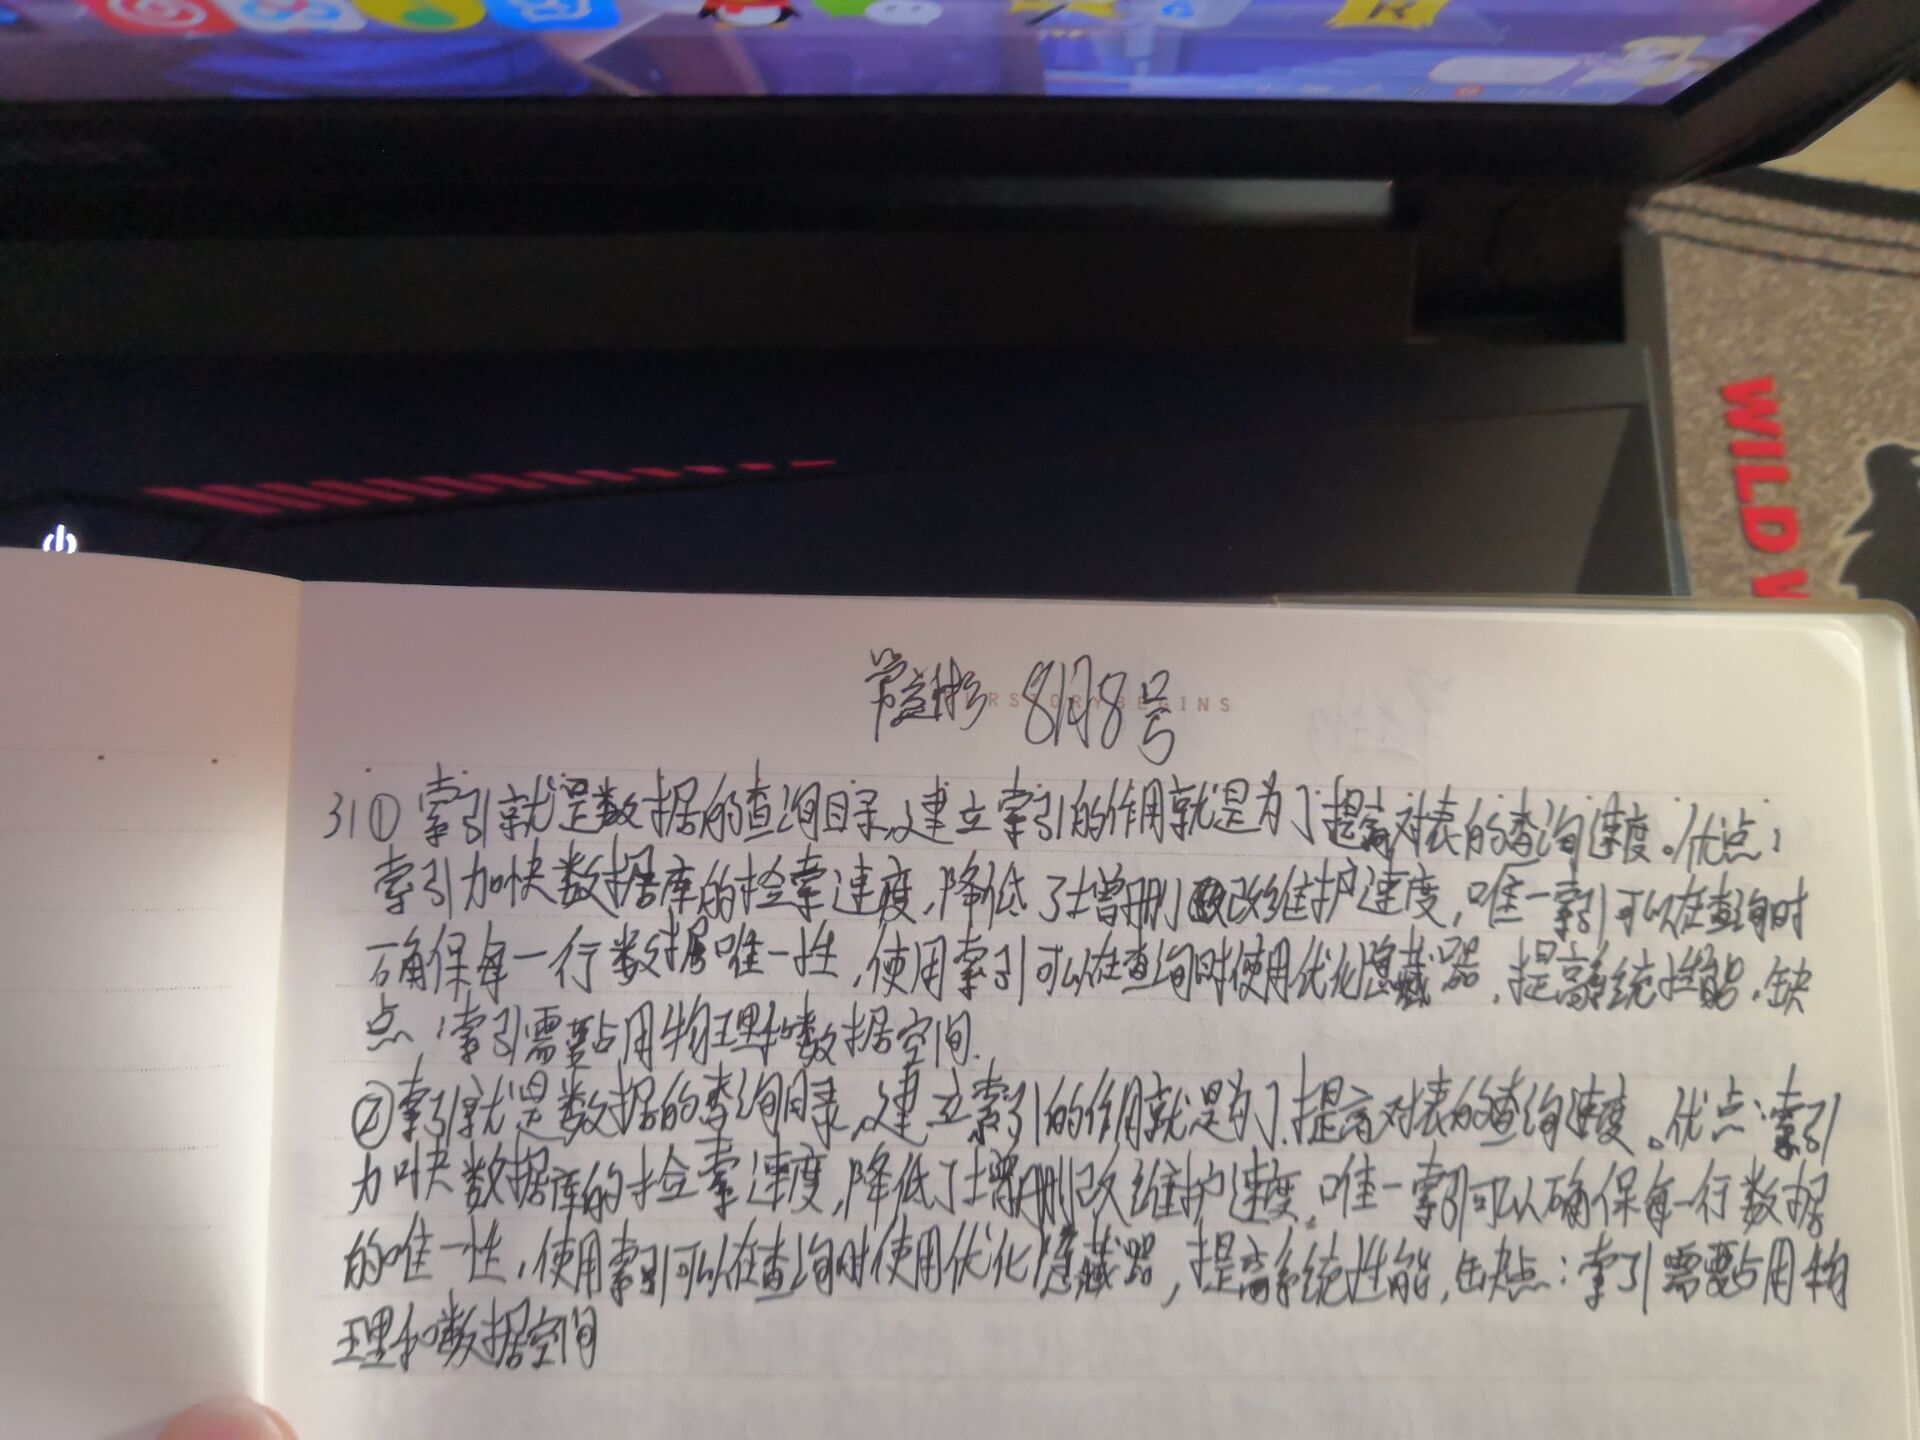 WILD W
RSTORY BEGINS
常益彬 8月8号
31① 索引就是数据的查询目录,建立索引的作用就是为了提高对表的查询速度。优点:
索引加快数据库的检索速度,降低了增删改维护速度,唯一索引可以在查询时
确保每一行数据唯一性,使用索引可以在查询时使用优化隐藏器,提高系统性能,缺
点:索引需要占用物理和数据空间.
②索引就是数据的查询目录,建立索引的作用就是为了提高对表的查询速度。优点:索引
加快数据库的检索速度,降低了增删改维护速度,唯一索引可以确保每一行数据
的唯一性,使用索引可以在查询时使用优化隐藏器,提高系统性能,缺点:索引需要占用物
理和数据空间